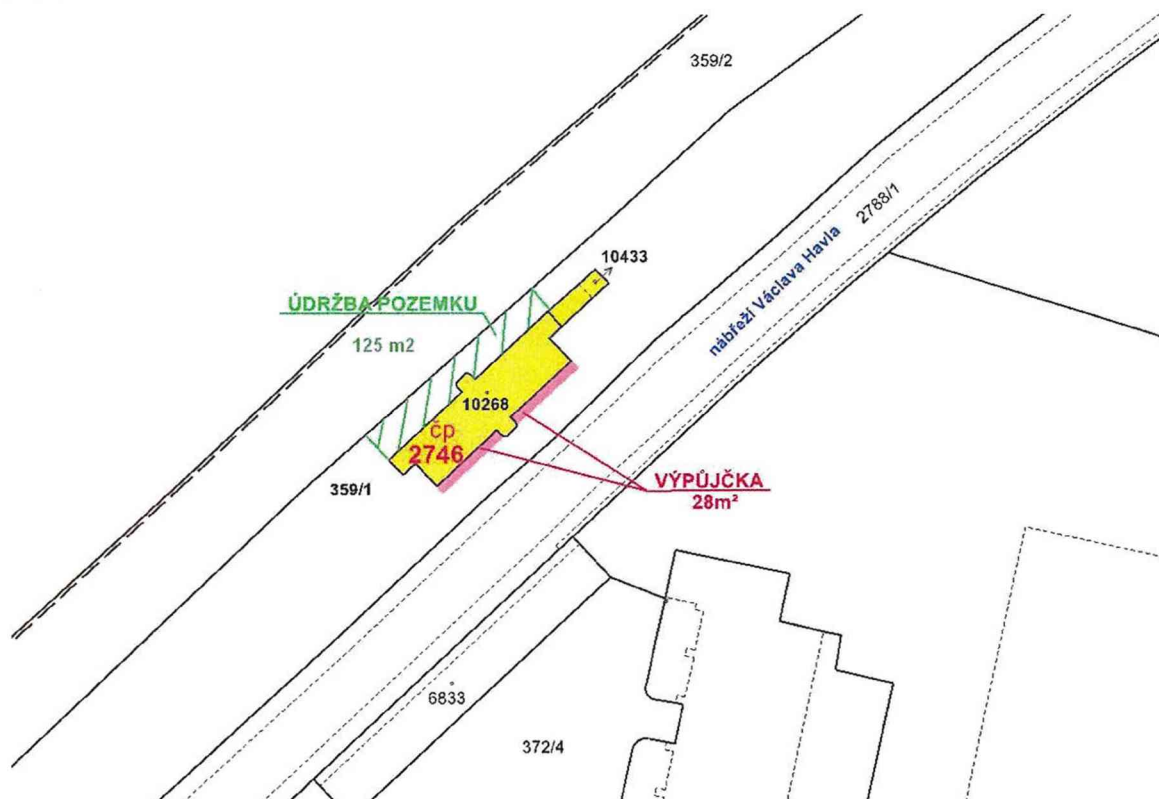 359/2
2788/1
nábřeží Václava Havla
10433
ÚDRŽBA POZEMKU
125 m2
10268
čp
2746
359/1
VÝPŮJČKA
28m²
6833
372/4